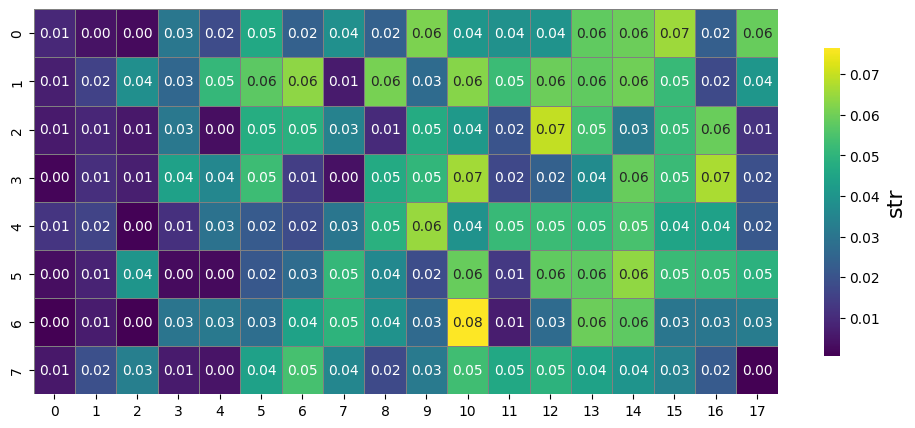 0 0.01 0.00 0.00 0.03 0.02 0.05 0.02 0.04 0.02 0.06 0.04 0.04 0.04 0.06 0.06 0.07 0.02 0.06
1 0.01 0.02 0.04 0.03 0.05 0.06 0.06 0.01 0.06 0.03 0.06 0.05 0.06 0.06 0.06 0.05 0.02 0.04
2 0.01 0.01 0.01 0.03 0.00 0.05 0.05 0.03 0.01 0.05 0.04 0.02 0.07 0.05 0.03 0.05 0.06 0.01
3 0.00 0.01 0.01 0.04 0.04 0.05 0.01 0.00 0.05 0.05 0.07 0.02 0.02 0.04 0.06 0.05 0.07 0.02
4 0.01 0.02 0.00 0.01 0.03 0.02 0.02 0.03 0.05 0.06 0.04 0.05 0.05 0.05 0.05 0.04 0.04 0.02
5 0.00 0.01 0.04 0.00 0.00 0.02 0.03 0.05 0.04 0.02 0.06 0.01 0.06 0.06 0.06 0.05 0.05 0.05
6 0.00 0.01 0.00 0.03 0.03 0.03 0.04 0.05 0.04 0.03 0.08 0.01 0.03 0.06 0.06 0.03 0.03 0.03
7 0.01 0.02 0.03 0.01 0.00 0.04 0.05 0.04 0.02 0.03 0.05 0.05 0.05 0.04 0.04 0.03 0.02 0.00
0 1 2 3 4 5 6 7 8 9 10 11 12 13 14 15 16 17
0.07
0.06
0.05
0.04
0.03
0.02
0.01
str